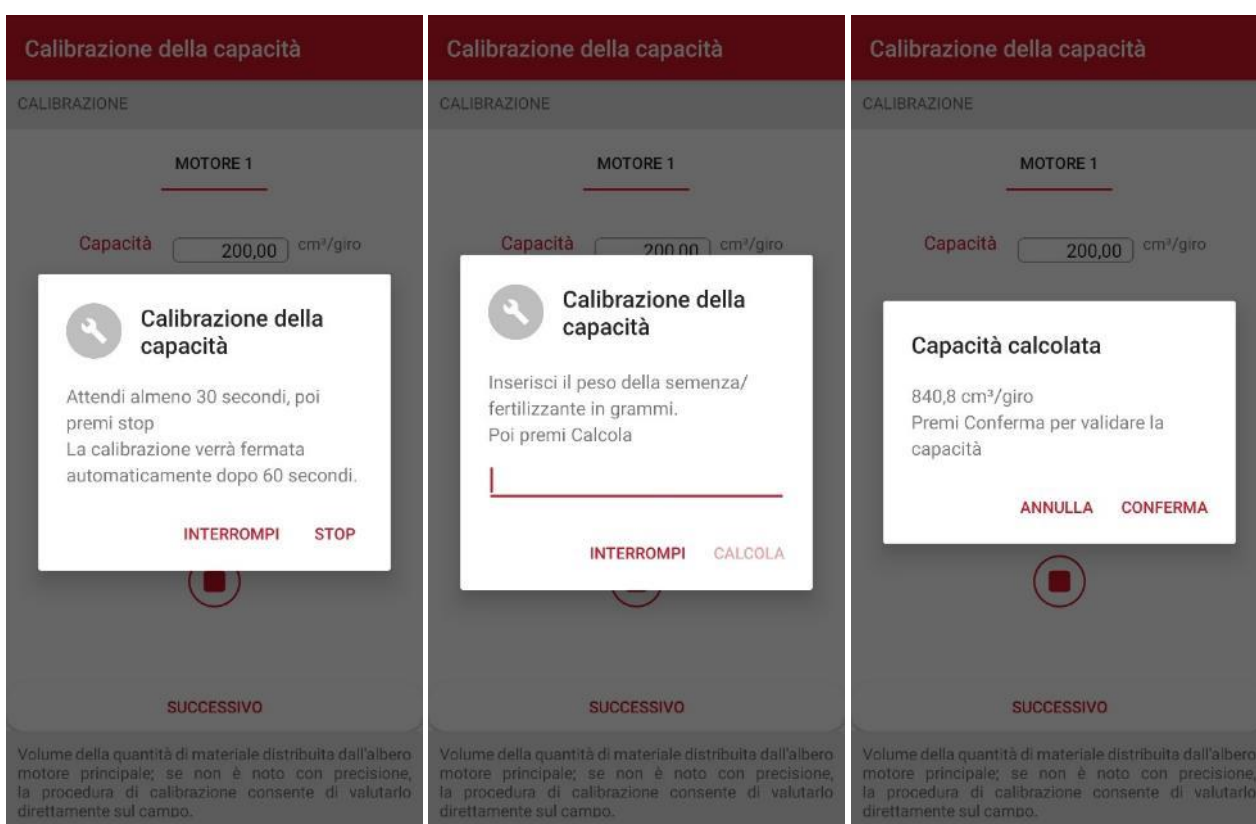 Calibrazione della capacità
CALIBRAZIONE
MOTORE 1
Capacità 200,00 cm³/giro
Calibrazione della
capacità
Attendi almeno 30 secondi, poi
premi stop
La calibrazione verrà fermata
automaticamente dopo 60 secondi.
INTERROMPI STOP
SUCCESSIVO
Volume della quantità di materiale distribuita dall'albero
motore principale; se non è noto con precisione,
la procedura di calibrazione consente di valutarlo
direttamente sul campo.
Calibrazione della capacità
CALIBRAZIONE
MOTORE 1
Capacità 200,00 cm³/giro
Calibrazione della
capacità
Inserisci il peso della semenza/
fertilizzante in grammi.
Poi premi Calcola
INTERROMPI CALCOLA
SUCCESSIVO
Volume della quantità di materiale distribuita dall'albero
motore principale; se non è noto con precisione,
la procedura di calibrazione consente di valutarlo
direttamente sul campo.
Calibrazione della capacità
CALIBRAZIONE
MOTORE 1
Capacità 200,00 cm³/giro
Capacità calcolata
840,8 cm³/giro
Premi Conferma per validare la
capacità
ANNULLA CONFERMA
SUCCESSIVO
Volume della quantità di materiale distribuita dall'albero
motore principale; se non è noto con precisione,
la procedura di calibrazione consente di valutarlo
direttamente sul campo.